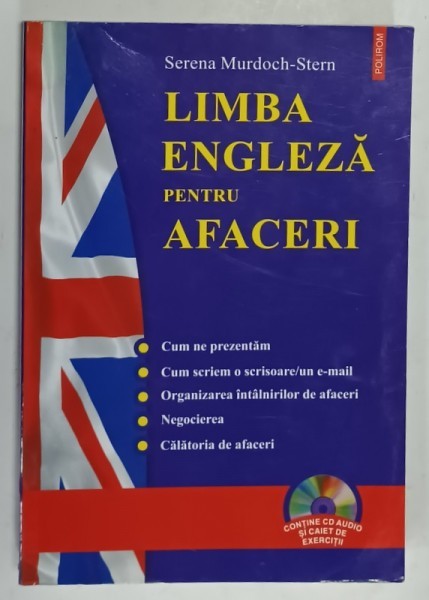 Serena Murdoch-Stern
POLIROM
LIMBA
ENGLEZĂ
PENTRU
AFACERI
Cum ne prezentăm
Cum scriem o scrisoare/un e-mail
Organizarea întâlnirilor de afaceri
Negocierea
Călătoria de afaceri
CONȚINE CD AUDIO
ȘI CAIET DE
EXERCIȚII